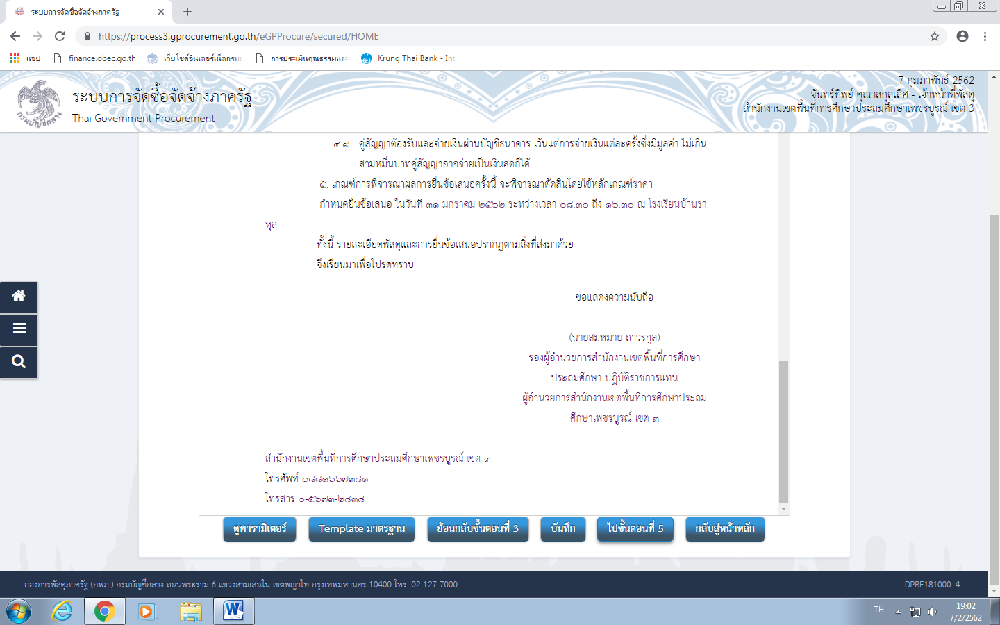 ระบบการจัดซื้อจัดจ้างภาครัฐ
https://process3.gprocurement.go.th/eGPProcure/secured/HOME
แอป finance.obec.go.th เว็บไซต์อินเตอร์เน็ตกรมบ การประเมินคุณธรรมและ Krung Thai Bank - Int
ระบบการจัดซื้อจัดจ้างภาครัฐ
Thai Government Procurement
กรมบัญชีกลาง
7 กุมภาพันธ์ 2562
จันทร์ทิพย์ คุณาสกุลเลิศ - เจ้าหน้าที่พัสดุ
สำนักงานเขตพื้นที่การศึกษาประถมศึกษาเพชรบูรณ์ เขต 3
๔.๙ คู่สัญญาต้องรับและจ่ายเงินผ่านบัญชีธนาคาร เว้นแต่การจ่ายเงินแต่ละครั้งซึ่งมีมูลค่า ไม่เกิน
สามหมื่นบาทคู่สัญญาอาจจ่ายเป็นเงินสดก็ได้
๕. เกณฑ์การพิจารณาผลการยื่นข้อเสนอครั้งนี้ จะพิจารณาตัดสินโดยใช้หลักเกณฑ์ราคา
กำหนดยื่นข้อเสนอ ในวันที่ ๓๑ มกราคม ๒๕๖๒ ระหว่างเวลา ๐๘.๓๐ ถึง ๑๖.๓๐ ณ โรงเรียนบ้านรา
หุล
ทั้งนี้ รายละเอียดพัสดุและการยื่นข้อเสนอปรากฏตามสิ่งที่ส่งมาด้วย
จึงเรียนมาเพื่อโปรดทราบ
ขอแสดงความนับถือ
(นายสมหมาย ถาวรกูล)
รองผู้อำนวยการสำนักงานเขตพื้นที่การศึกษา
ประถมศึกษา ปฏิบัติราชการแทน
ผู้อำนวยการสำนักงานเขตพื้นที่การศึกษาประถม
ศึกษาเพชรบูรณ์ เขต ๓
สำนักงานเขตพื้นที่การศึกษาประถมศึกษาเพชรบูรณ์ เขต ๓
โทรศัพท์ ๐๘๘๑๖๖๗๓๘๑
โทรสาร ๐-๕๖๗๓-๒๘๓๘
ดูพารามิเตอร์ Template มาตรฐาน ย้อนกลับขั้นตอนที่ 3 บันทึก ไปขั้นตอนที่ 5 กลับสู่หน้าหลัก
กองการพัสดุภาครัฐ (กพภ.) กรมบัญชีกลาง ถนนพระราม 6 แขวงสามเสนใน เขตพญาไท กรุงเทพมหานคร 10400 โทร. 02-127-7000 DPBE181000_4
TH 19:02
7/2/2562